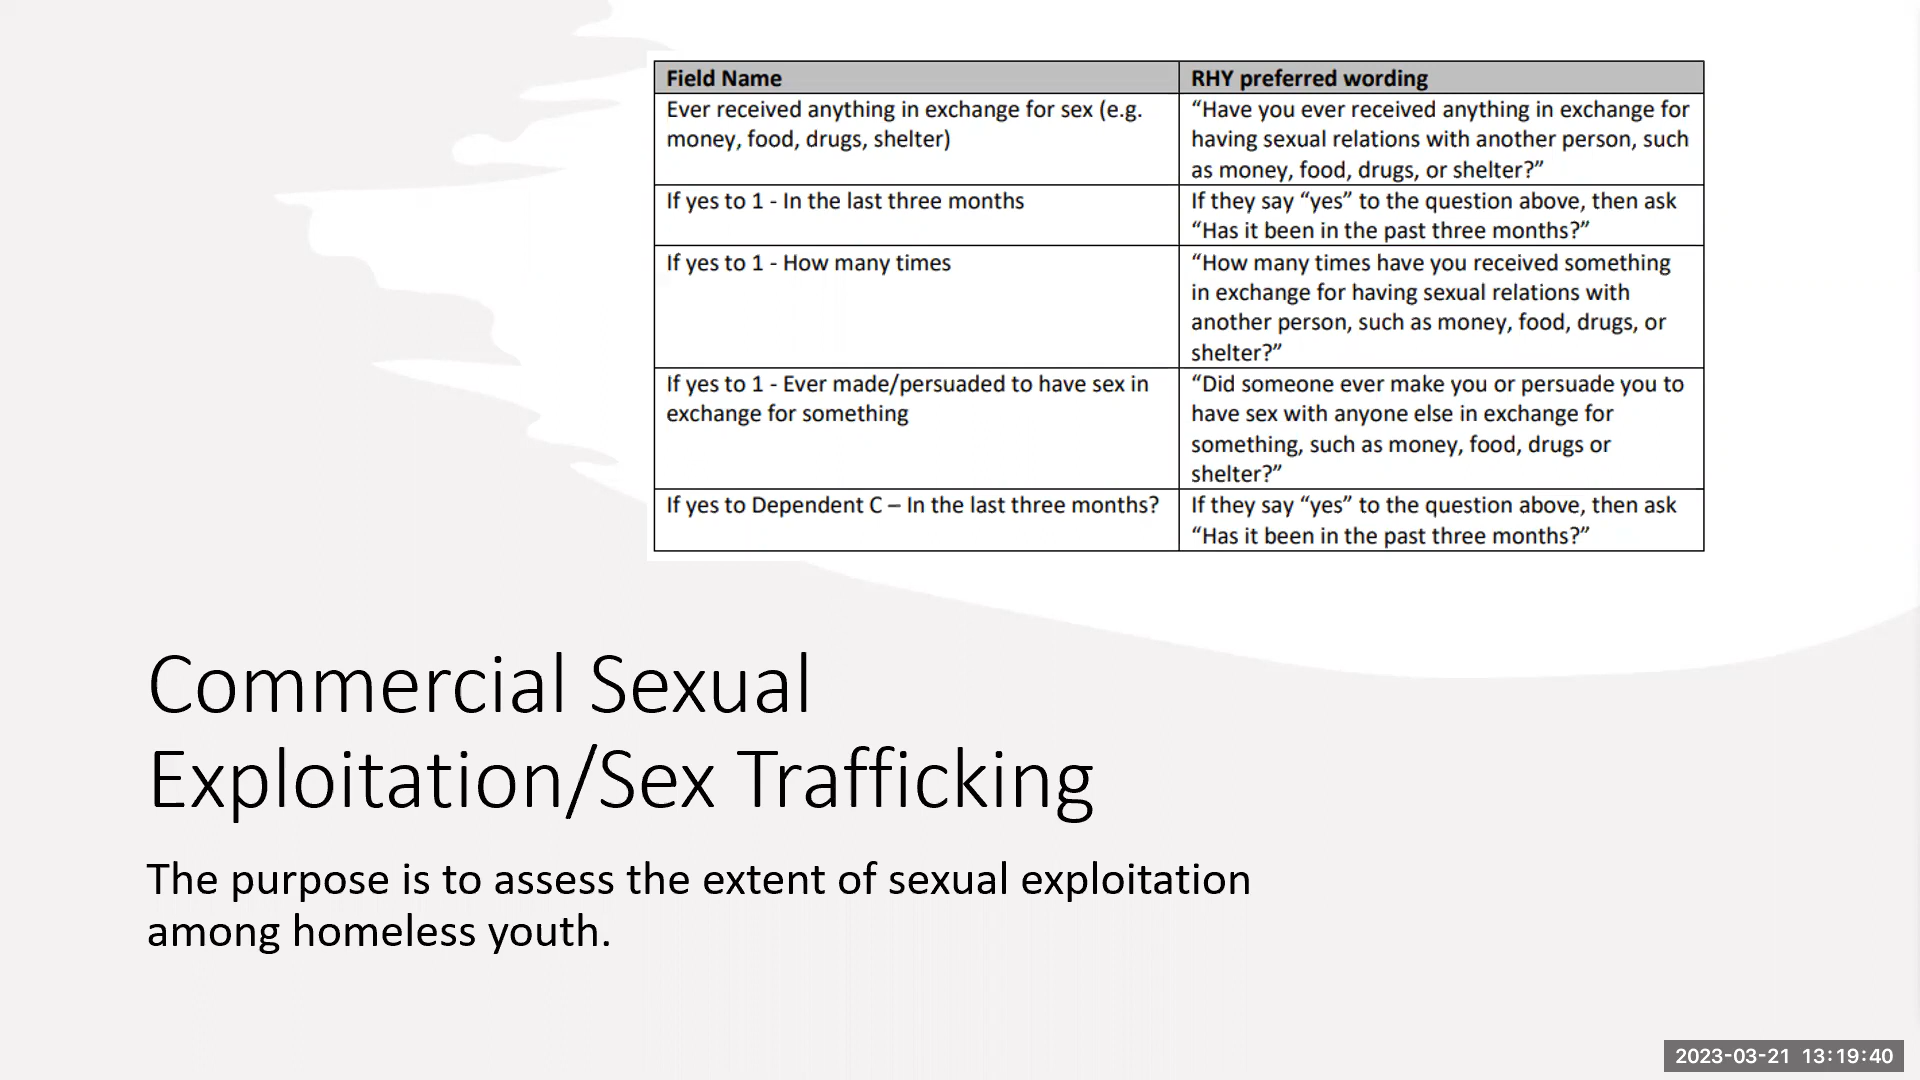 Field Name
RHY preferred wording
Ever received anything in exchange for sex (e.g.
money, food, drugs, shelter)
“Have you ever received anything in exchange for
having sexual relations with another person, such
as money, food, drugs, or shelter?”
If yes to 1 - In the last three months
If they say “yes” to the question above, then ask
“Has it been in the past three months?”
If yes to 1 - How many times
“How many times have you received something
in exchange for having sexual relations with
another person, such as money, food, drugs, or
shelter?”
If yes to 1 - Ever made/persuaded to have sex in
exchange for something
“Did someone ever make you or persuade you to
have sex with anyone else in exchange for
something, such as money, food, drugs or
shelter?”
If yes to Dependent C – In the last three months?
If they say “yes” to the question above, then ask
“Has it been in the past three months?”
Commercial Sexual
Exploitation/Sex Trafficking
The purpose is to assess the extent of sexual exploitation
among homeless youth.
2023-03-21 13:19:40